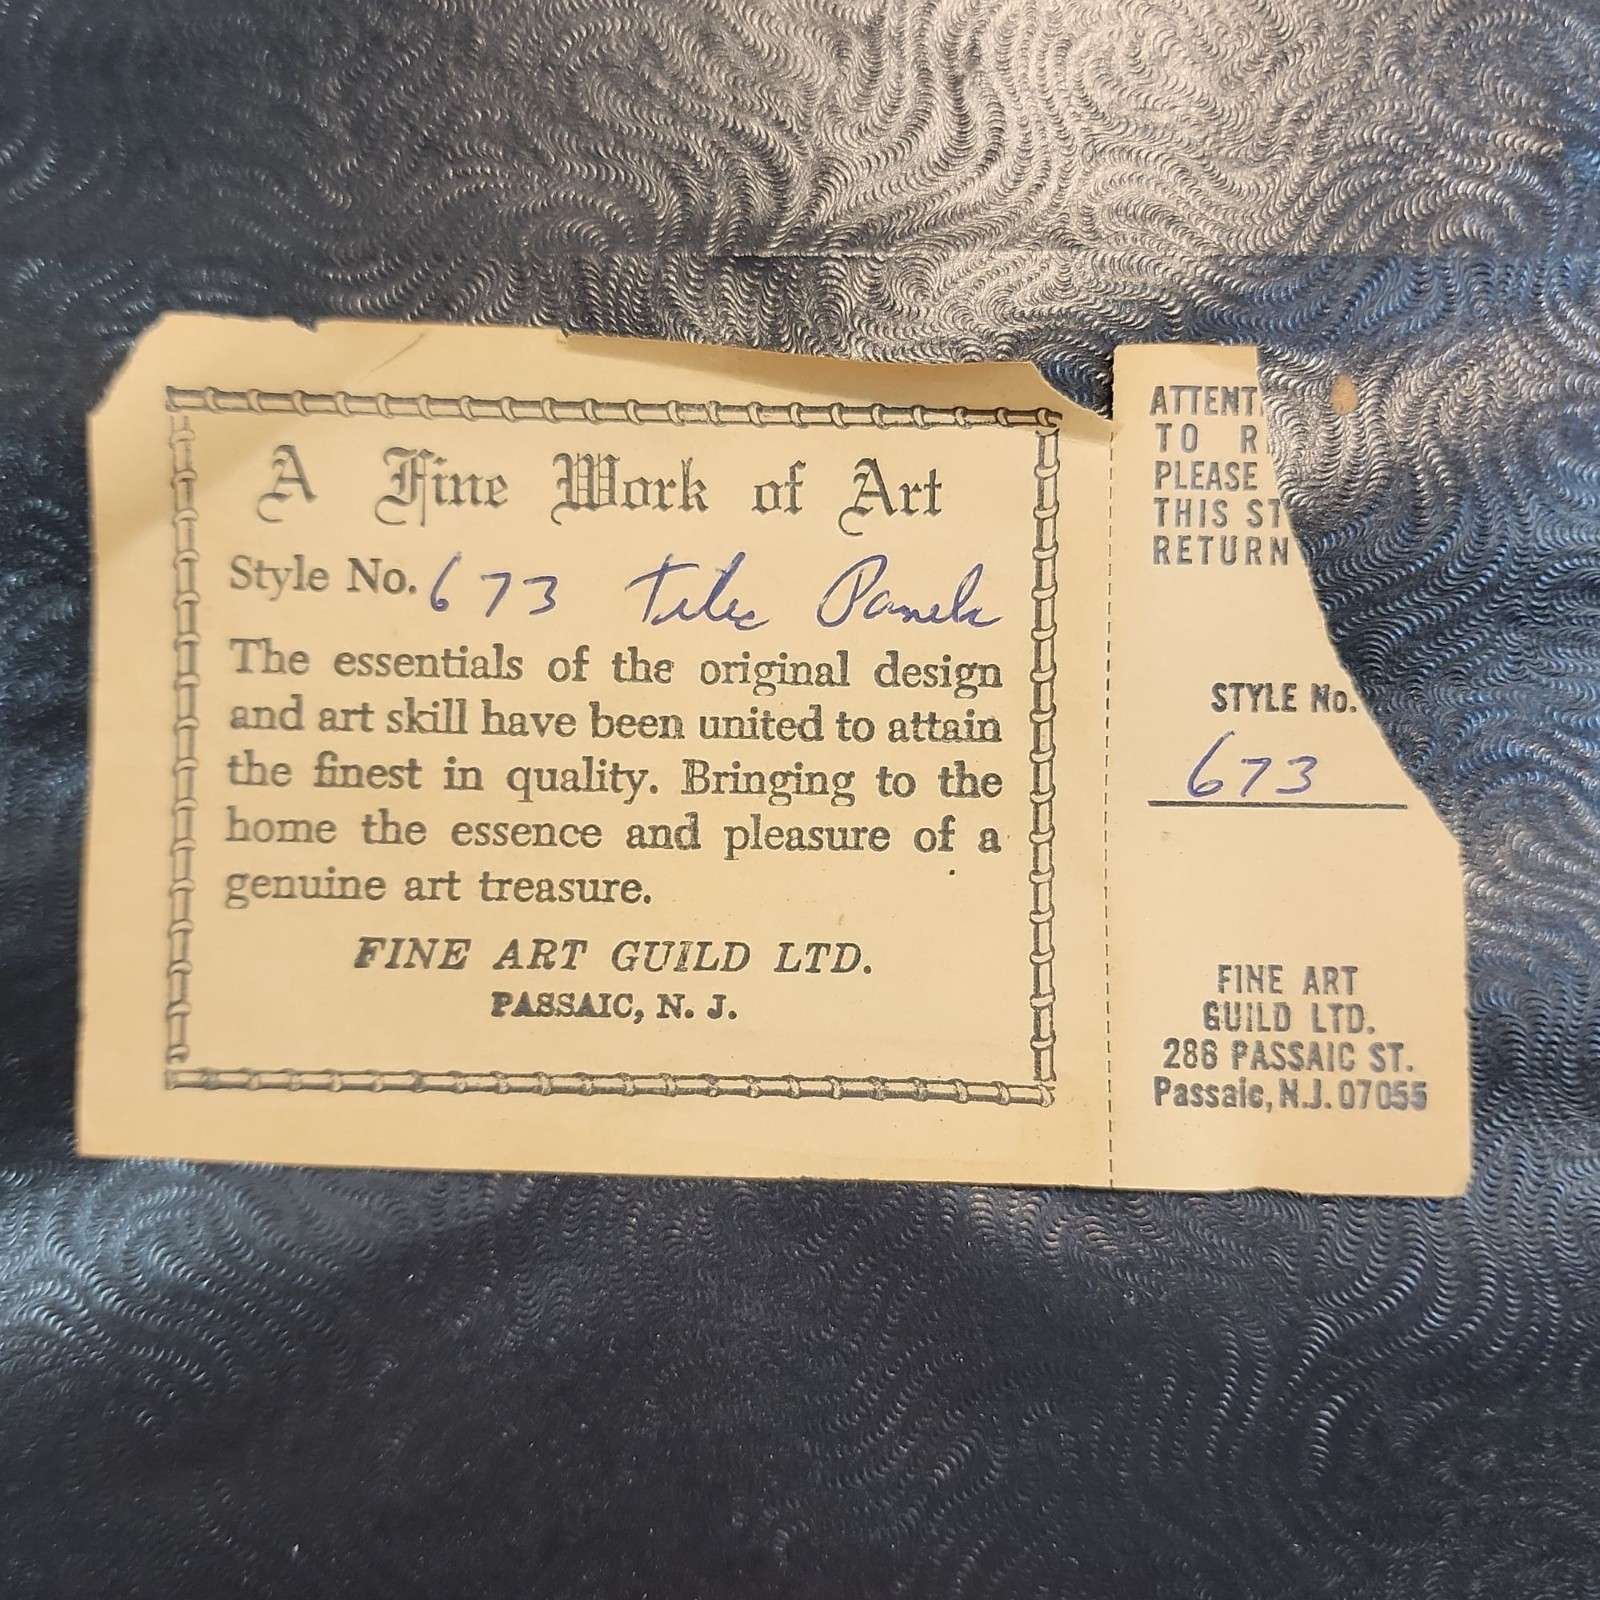 A Fine Work of Art
Style No. 673 Tiles Panels
The essentials of the original design
and art skill have been united to attain
the finest in quality. Bringing to the
home the essence and pleasure of a
genuine art treasure.
FINE ART GUILD LTD.
PASSAIC, N. J.
ATTENT
TO R
PLEASE
THIS ST
RETURN
STYLE No.
673
FINE ART
GUILD LTD.
286 PASSAIC ST.
Passaic, N.J. 07055